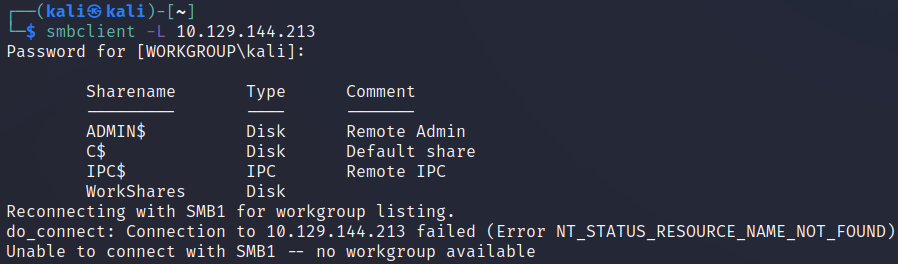 ┌──(kali㉿kali)-[~]
└─$ smbclient -L 10.129.144.213
Password for [WORKGROUP\kali]:

        Sharename       Type      Comment
        ---------       ----      -------
        ADMIN$          Disk      Remote Admin
        C$              Disk      Default share
        IPC$            IPC       Remote IPC
        WorkShares      Disk
Reconnecting with SMB1 for workgroup listing.
do_connect: Connection to 10.129.144.213 failed (Error NT_STATUS_RESOURCE_NAME_NOT_FOUND)
Unable to connect with SMB1 -- no workgroup available